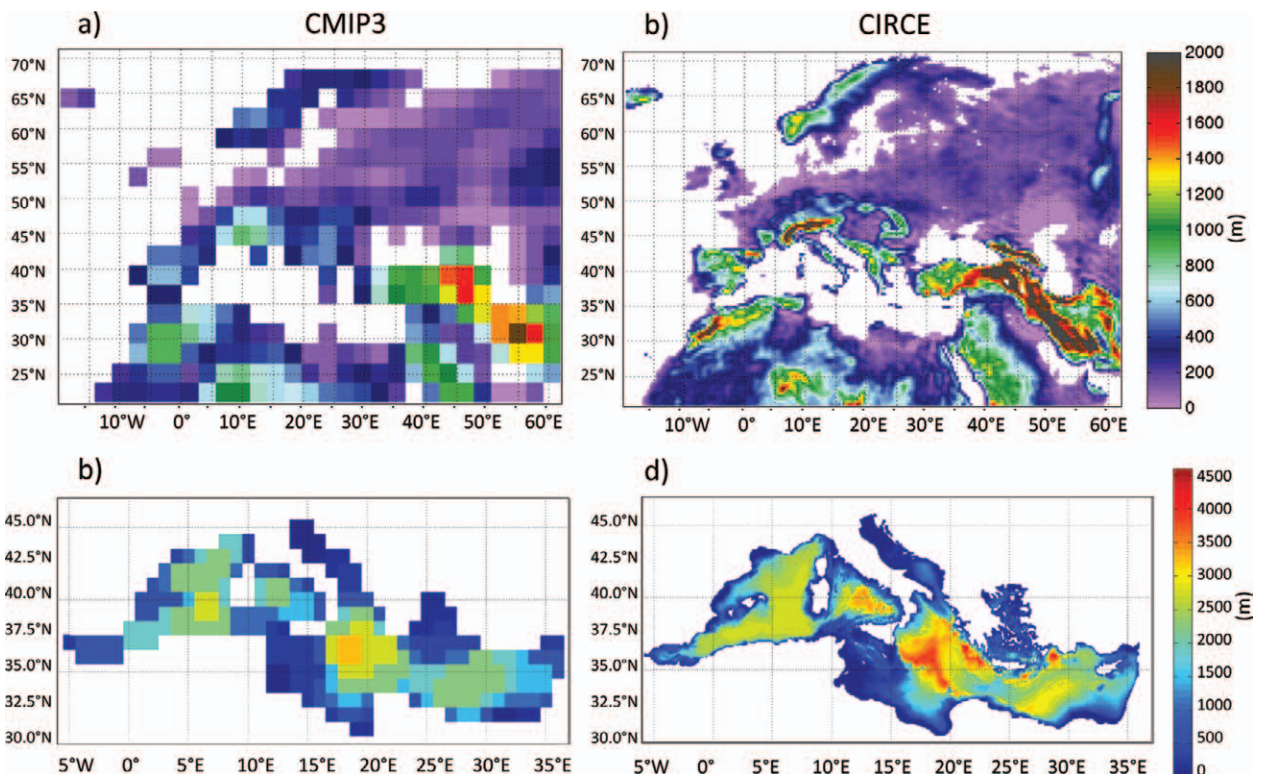 a) CMIP3
b) CIRCE
70°N
65°N
60°N
55°N
50°N
45°N
40°N
35°N
30°N
25°N
10°W 0° 10°E 20°E 30°E 40°E 50°E 60°E
70°N
65°N
60°N
55°N
50°N
45°N
40°N
35°N
30°N
25°N
10°W 0° 10°E 20°E 30°E 40°E 50°E 60°E
2000
1800
1600
1400
1200
1000
800
600
400
200
0
(m)
b)
45.0°N
42.5°N
40.0°N
37.5°N
35.0°N
32.5°N
30.0°N
5°W 0° 5°E 10°E 15°E 20°E 25°E 30°E 35°E
d)
45.0°N
42.5°N
40.0°N
37.5°N
35.0°N
32.5°N
30.0°N
5°W 0° 5°E 10°E 15°E 20°E 25°E 30°E 35°E
4500
4000
3500
3000
2500
2000
1500
1000
500
0
(m)